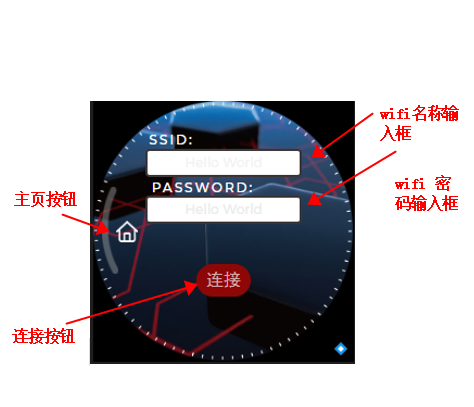 wifi名称输
入框
SSID:
Hello World
PASSWORD:
Hello World
wifi 密
码输入框
主页按钮
连接
连接按钮